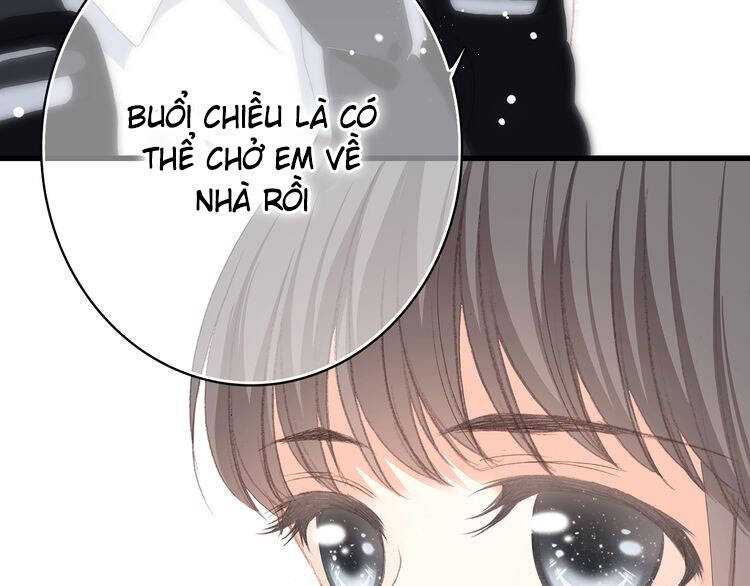 BUỔI CHIỀU LÀ CÓ
THỂ CHỞ EM VỀ
NHÀ RỒI